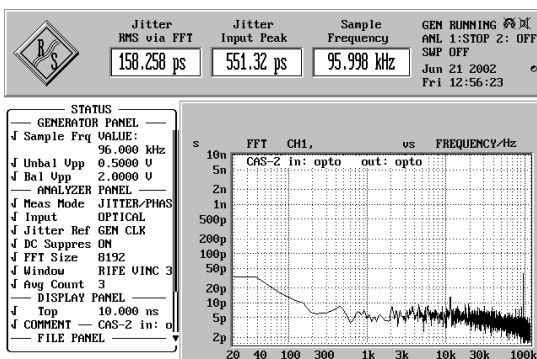 R S
Jitter
RMS via FFT
158.258 ps
Jitter
Input Peak
551.32 ps
Sample
Frequency
95.998 kHz
GEN RUNNING
ANL 1:STOP 2: OFF
SWP OFF
Jun 21 2002
Fri 12:56:23
STATUS
GENERATOR PANEL
Sample Frq VALUE:
96.000 kHz
Unbal Vpp 0.5000 V
Bal Vpp 2.0000 V
ANALYZER PANEL
Meas Mode JITTER/PHAS
Input OPTICAL
Jitter Ref GEN CLK
DC Suppres ON
FFT Size 8192
Window RIFE VINC 3
Avg Count 3
DISPLAY PANEL
Top 10.000 ns
COMMENT — CAS-2 in: o
FILE PANEL
s FFT CH1, vs FREQUENCY/Hz
CAS-2 in: opto out: opto
10n
5n
2n
1n
500p
200p
100p
50p
20p
10p
5p
2p
20 40 100 300 1k 3k 10k 30k 100k